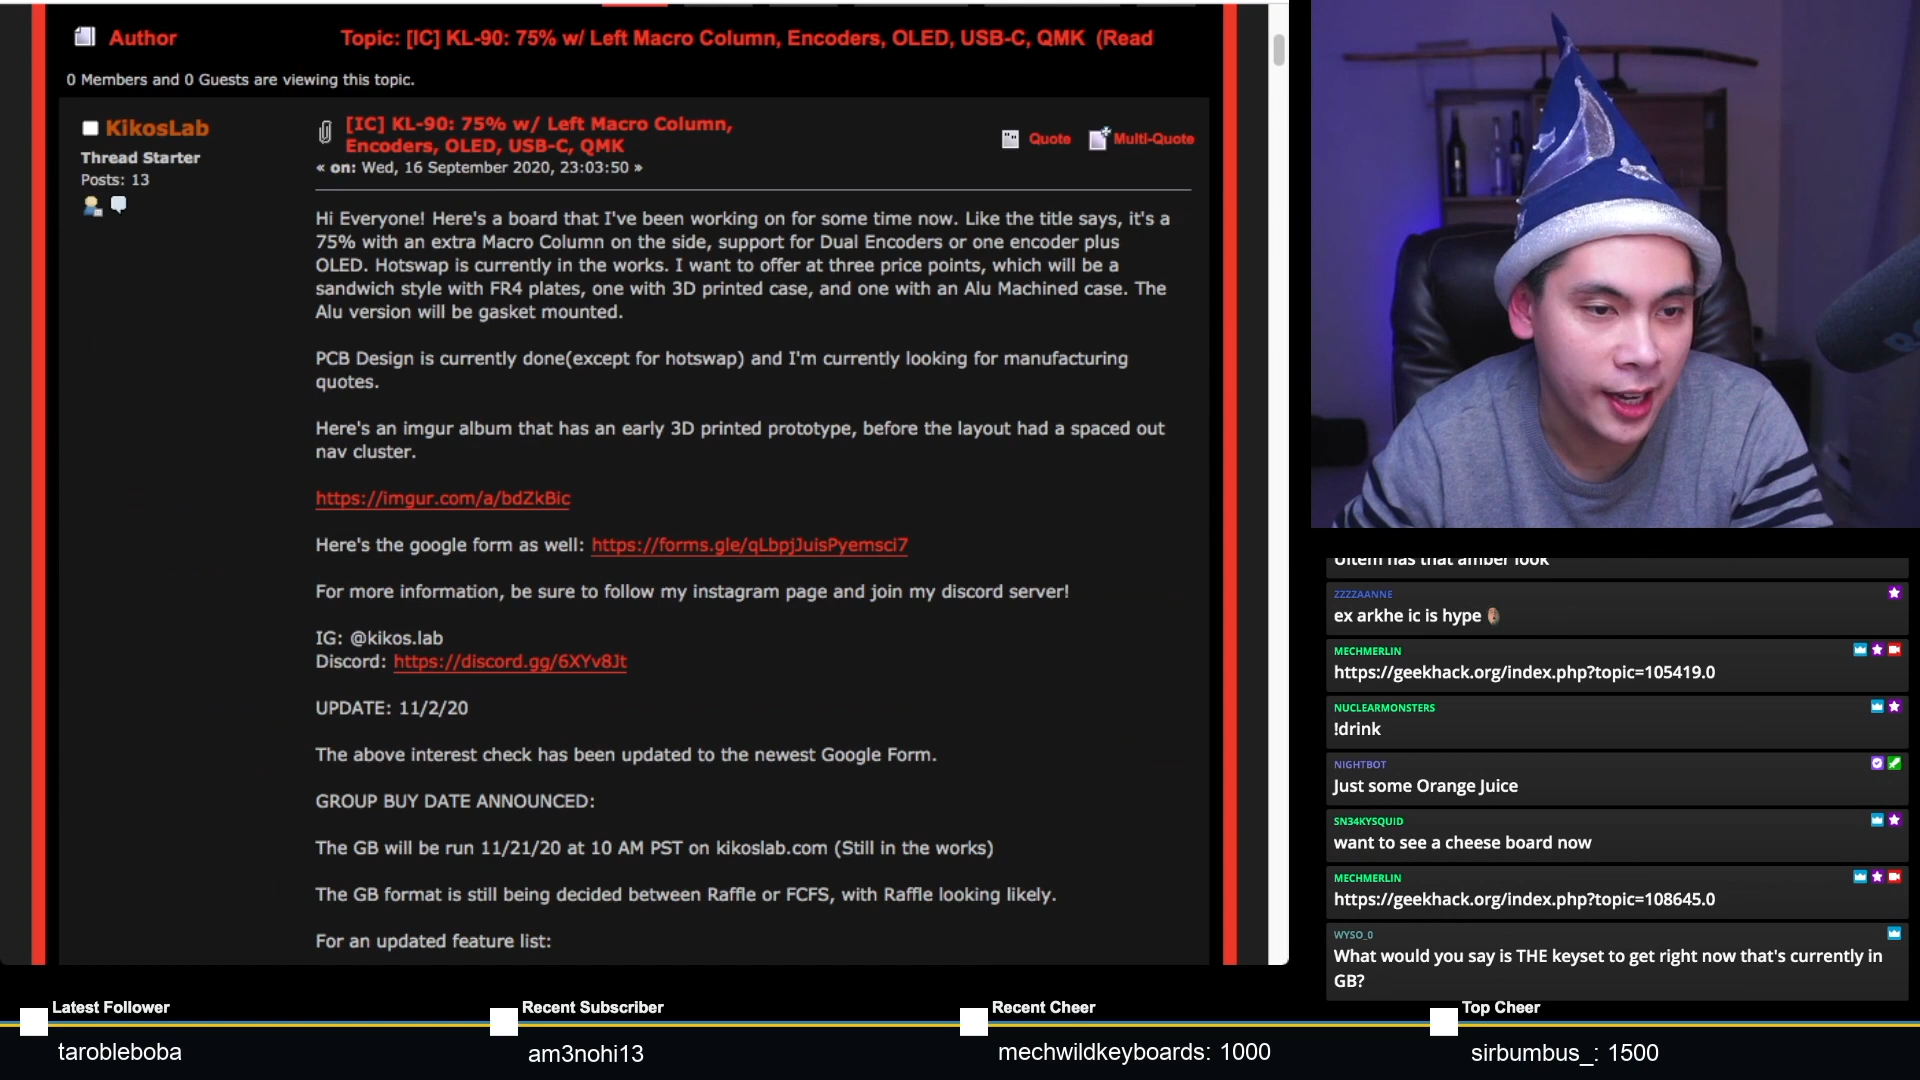 Author
Topic: [IC] KL-90: 75% w/ Left Macro Column, Encoders, OLED, USB-C, QMK (Read
0 Members and 0 Guests are viewing this topic.
KikosLab
Thread Starter
Posts: 13
[IC] KL-90: 75% w/ Left Macro Column,
Encoders, OLED, USB-C, QMK
« on: Wed, 16 September 2020, 23:03:50 »
Quote
Multi-Quote
Hi Everyone! Here's a board that I've been working on for some time now. Like the title says, it's a
75% with an extra Macro Column on the side, support for Dual Encoders or one encoder plus
OLED. Hotswap is currently in the works. I want to offer at three price points, which will be a
sandwich style with FR4 plates, one with 3D printed case, and one with an Alu Machined case. The
Alu version will be gasket mounted.
PCB Design is currently done(except for hotswap) and I'm currently looking for manufacturing
quotes.
Here's an imgur album that has an early 3D printed prototype, before the layout had a spaced out
nav cluster.
https://imgur.com/a/bdZkBic
Here's the google form as well: https://forms.gle/qLbpjJuisPyemsci7
For more information, be sure to follow my instagram page and join my discord server!
IG: @kikos.lab
Discord: https://discord.gg/6XYv8Jt
UPDATE: 11/2/20
The above interest check has been updated to the newest Google Form.
GROUP BUY DATE ANNOUNCED:
The GB will be run 11/21/20 at 10 AM PST on kikoslab.com (Still in the works)
The GB format is still being decided between Raffle or FCFS, with Raffle looking likely.
For an updated feature list:
Ultem has that amber look
ZZZZAANNE
ex arkhe ic is hype
MECHMERLIN
https://geekhack.org/index.php?topic=105419.0
NUCLEARMONSTERS
!drink
NIGHTBOT
Just some Orange Juice
SN34KYSQUID
want to see a cheese board now
MECHMERLIN
https://geekhack.org/index.php?topic=108645.0
WYSO_0
What would you say is THE keyset to get right now that's currently in
GB?
Latest Follower
tarobleboba
Recent Subscriber
am3nohi13
Recent Cheer
mechwildkeyboards: 1000
Top Cheer
sirbumbus_: 1500